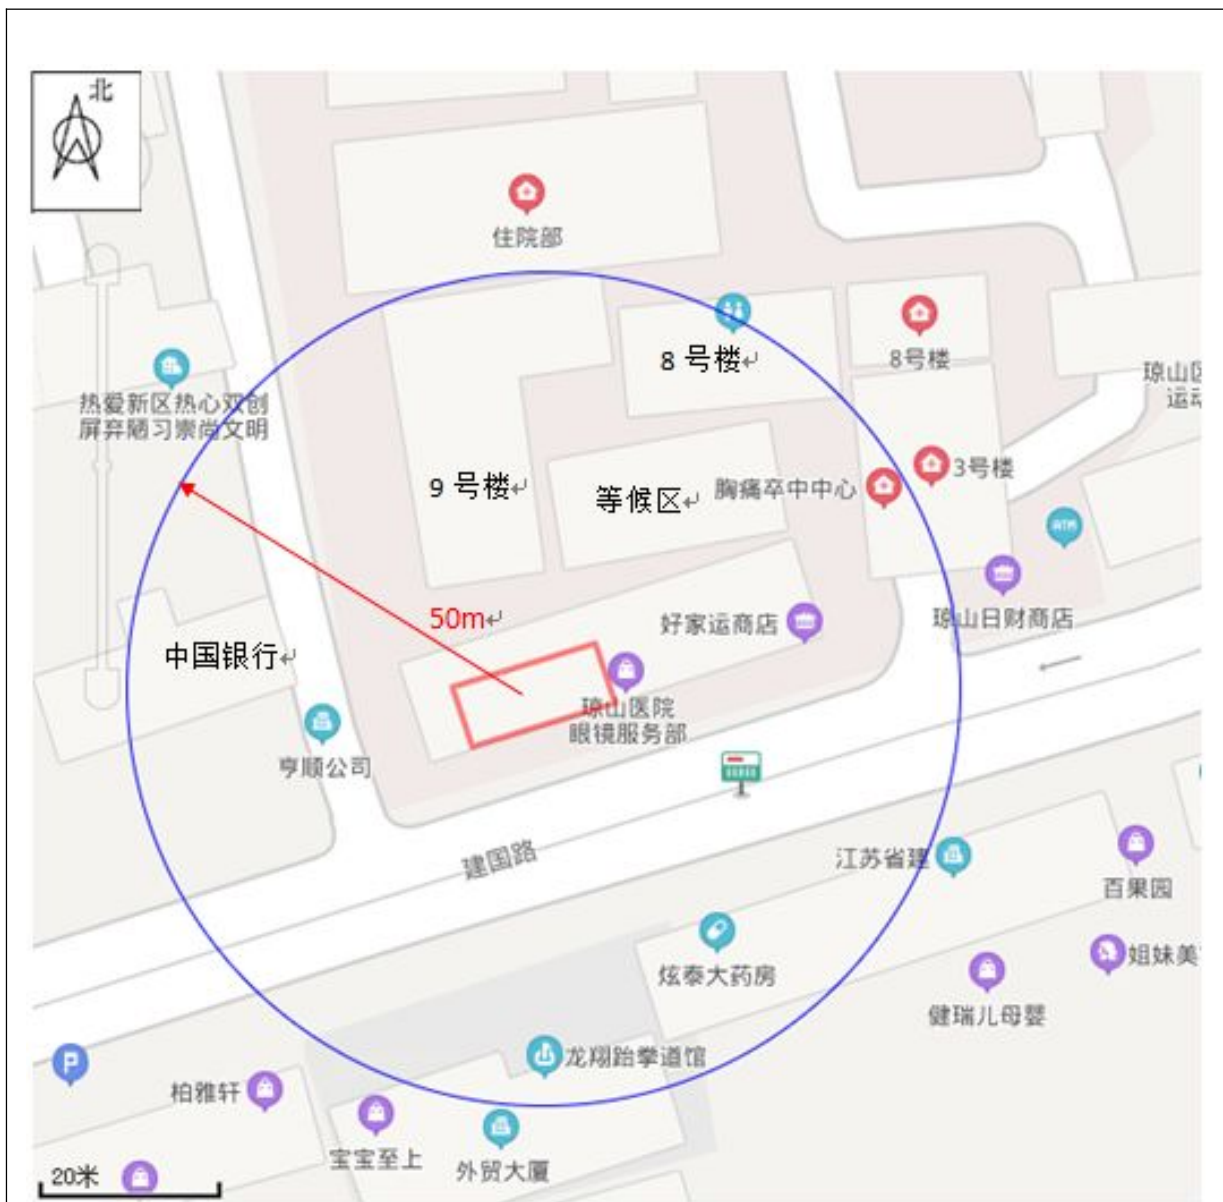 北
住院部
8 号楼
8号楼
琼山医
运动
热爱新区热心双创
屏弃陋习崇尚文明
9 号楼
等候区
胸痛卒中中心
3号楼
ATM
50m
好家运商店
琼山日财商店
中国银行
琼山医院
眼镜服务部
亨顺公司
建国路
江苏省建
百果园
炫泰大药房
姐妹美
健瑞儿母婴
龙翔跆拳道馆
P
柏雅轩
宝宝至上
外贸大厦
20米